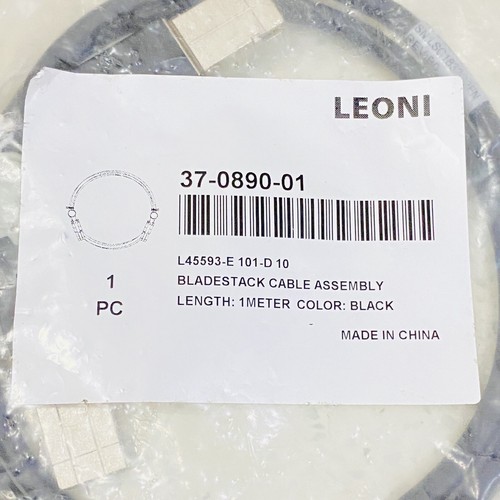 LEONI
37-0890-01
L45593-E 101-D 10
BLADESTACK CABLE ASSEMBLY
LENGTH: 1METER COLOR: BLACK
1
PC
MADE IN CHINA